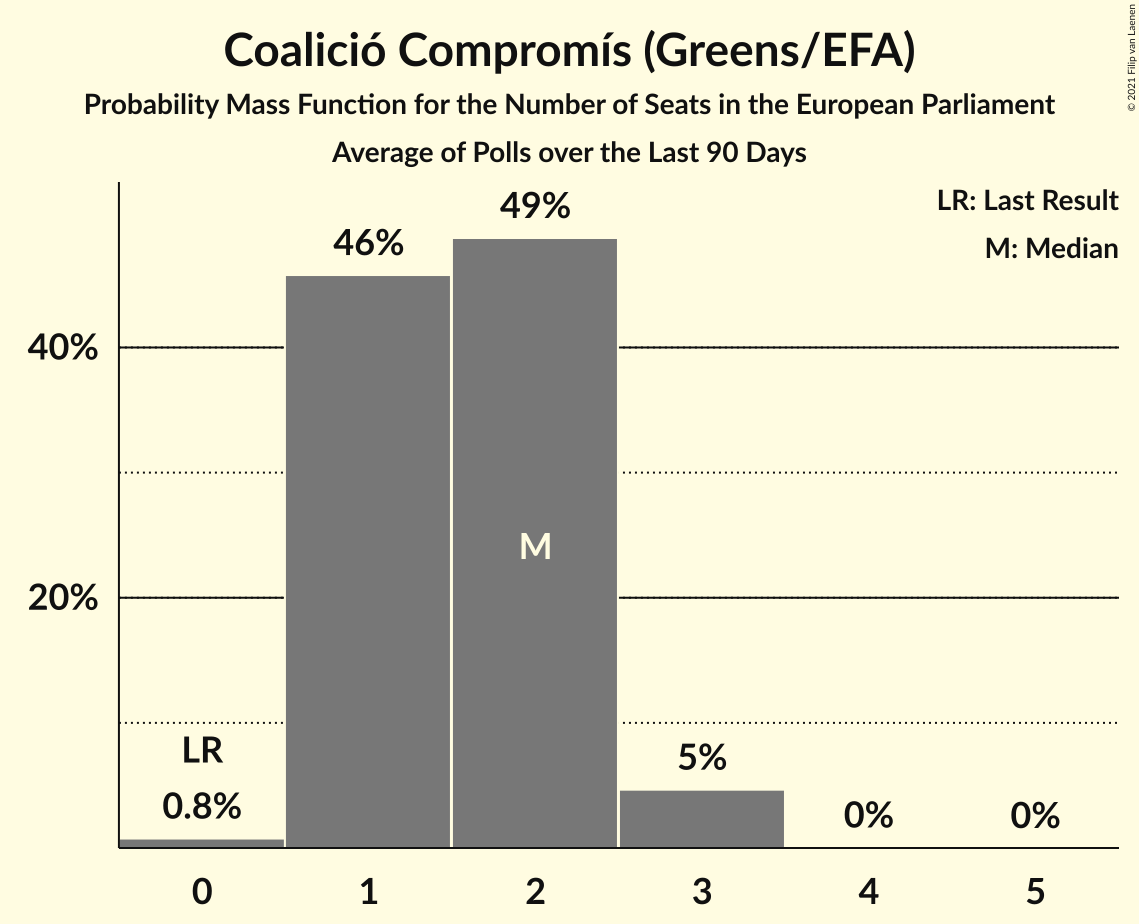 Coalició Compromís (Greens/EFA)
Probability Mass Function for the Number of Seats in the European Parliament
Average of Polls over the Last 90 Days
© 2021 Filip van Laenen
LR: Last Result
M: Median
49%
46%
40%
M
20%
LR
0.8%
5%
0%
0%
0 1 2 3 4 5